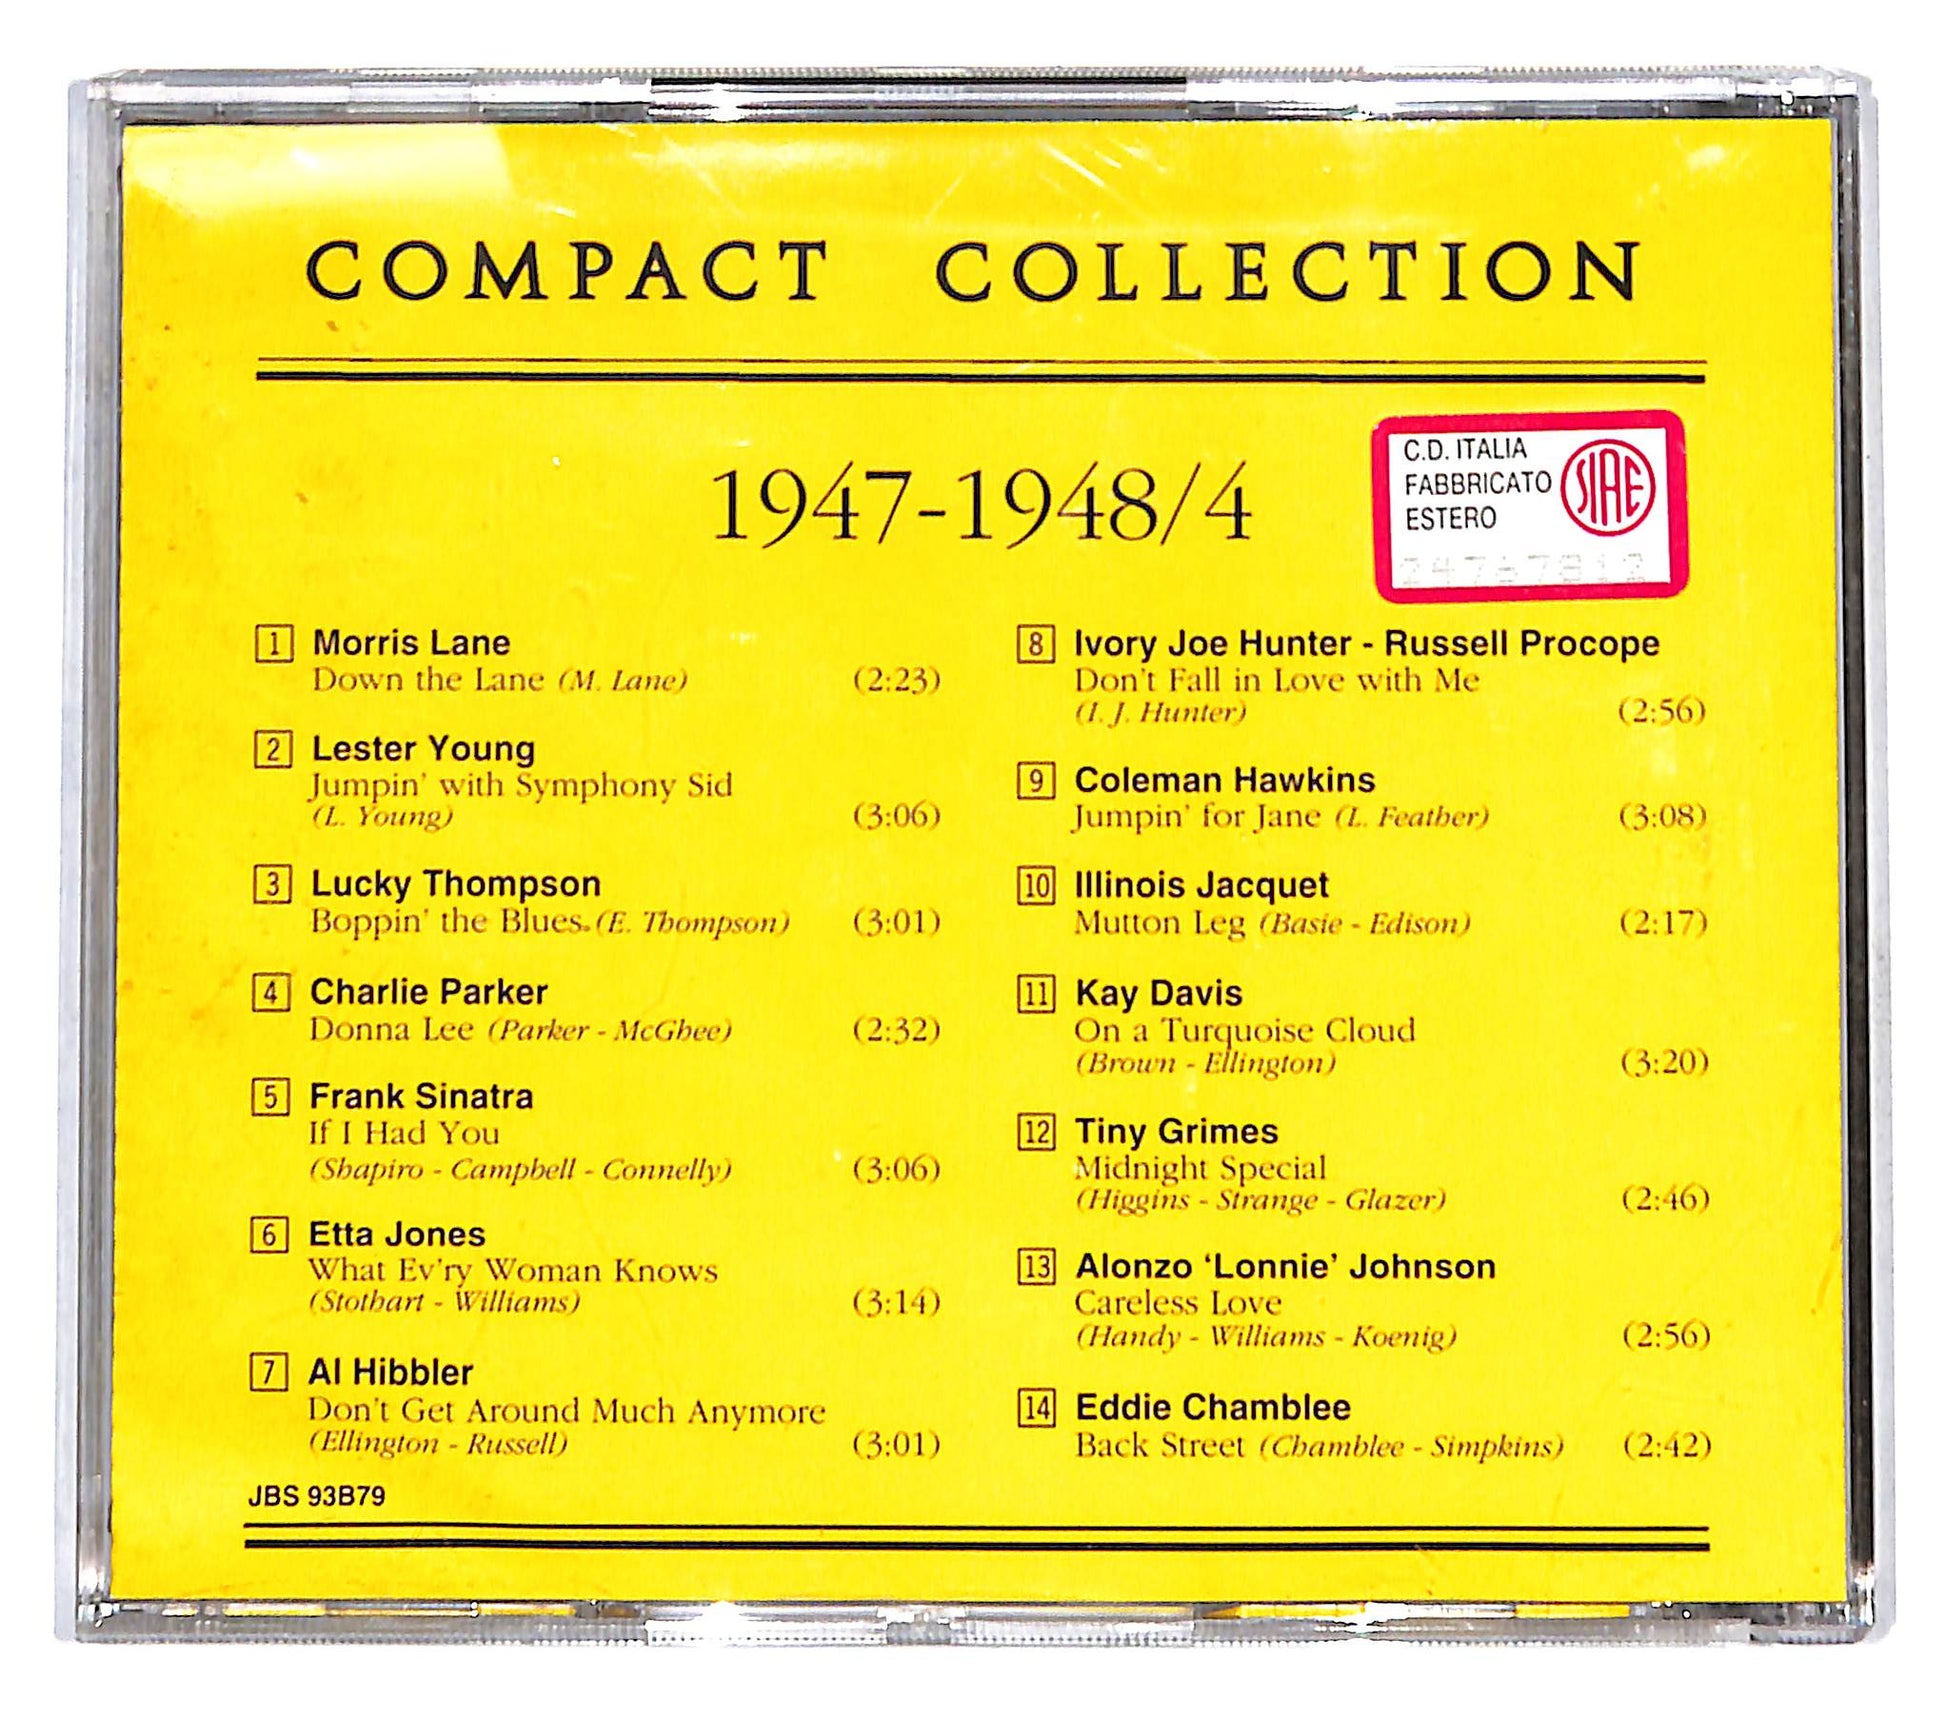 COMPACT COLLECTION
1947-1948/4
C.D. ITALIA
FABBRICATO
ESTERO
SIAE
1 Morris Lane
Down the Lane (M. Lane) (2:23)
2 Lester Young
Jumpin' with Symphony Sid
(L. Young) (3:06)
3 Lucky Thompson
Boppin' the Blues (E. Thompson) (3:01)
4 Charlie Parker
Donna Lee (Parker - McGhee) (2:32)
5 Frank Sinatra
If I Had You
(Shapiro - Campbell - Connelly) (3:06)
6 Etta Jones
What Ev'ry Woman Knows
(Stothart - Williams) (3:14)
7 Al Hibbler
Don't Get Around Much Anymore
(Ellington - Russell) (3:01)
JBS 93B79
8 Ivory Joe Hunter - Russell Procope
Don't Fall in Love with Me
(I. J. Hunter) (2:56)
9 Coleman Hawkins
Jumpin' for Jane (L. Feather) (3:08)
10 Illinois Jacquet
Mutton Leg (Basie - Edison) (2:17)
11 Kay Davis
On a Turquoise Cloud
(Brown - Ellington) (3:20)
12 Tiny Grimes
Midnight Special
(Higgins - Strange - Glazer) (2:46)
13 Alonzo 'Lonnie' Johnson
Careless Love
(Handy - Williams - Koenig) (2:56)
14 Eddie Chamblee
Back Street (Chamblee - Simpkins) (2:42)